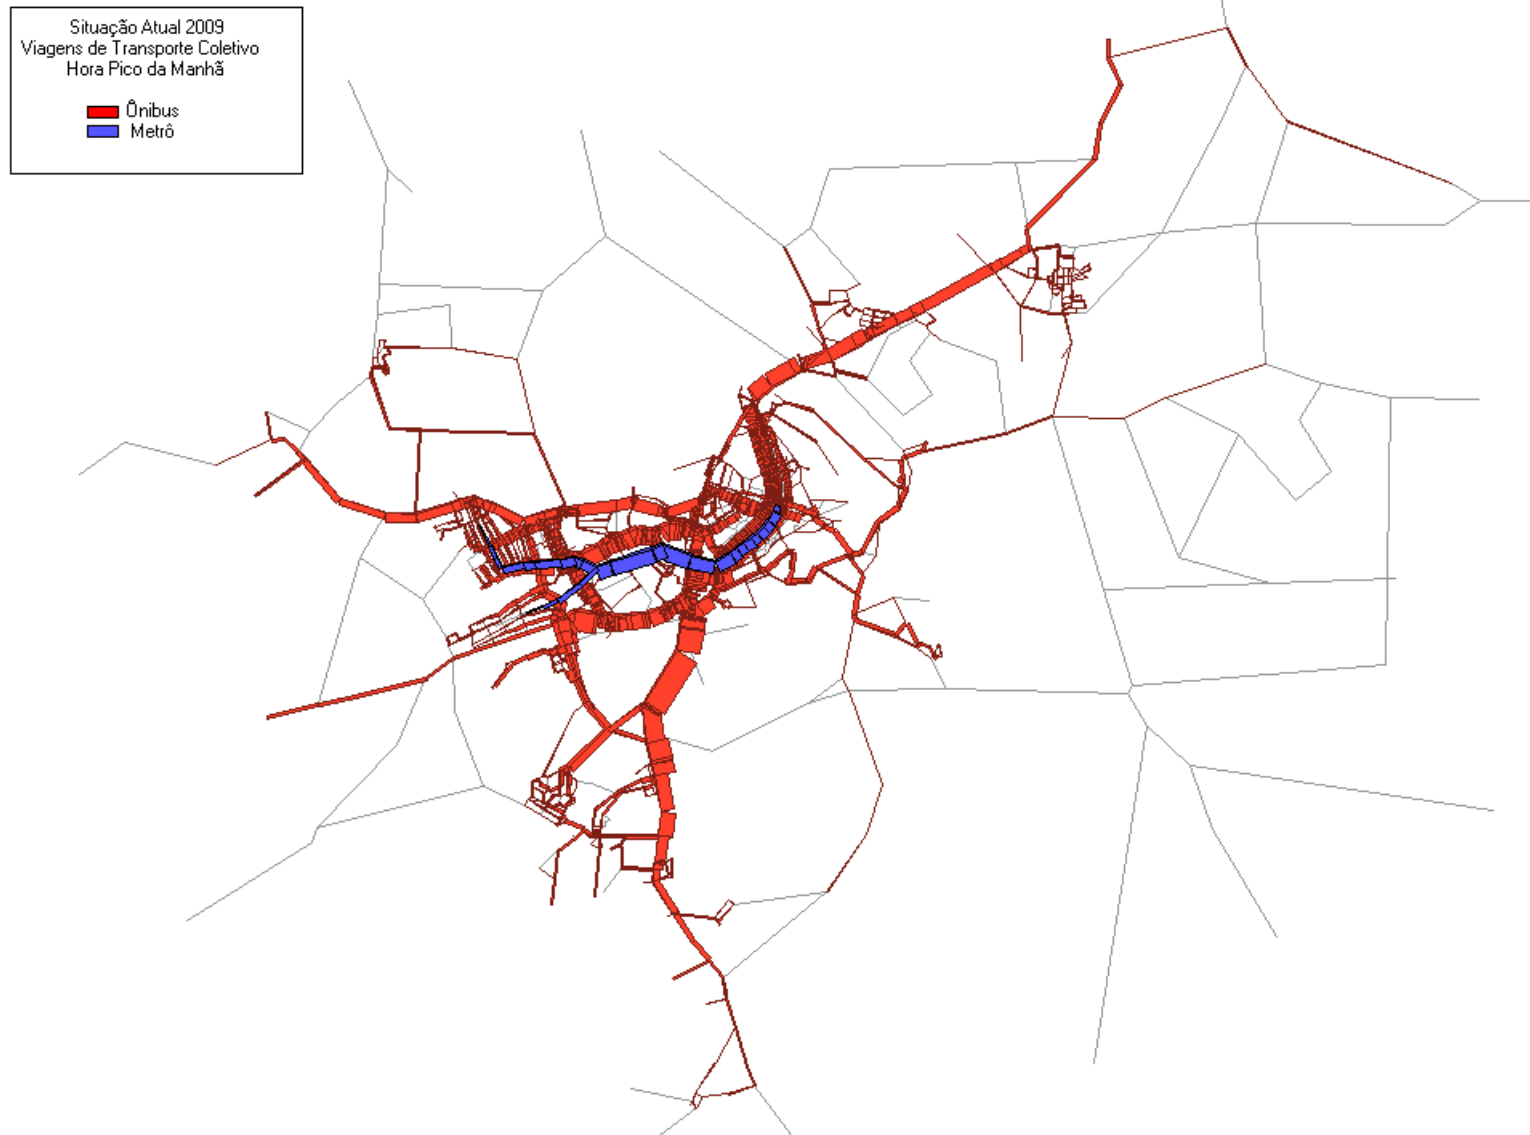 Situação Atual 2009
Viagens de Transporte Coletivo
Hora Pico da Manhã
Ônibus
Metrô